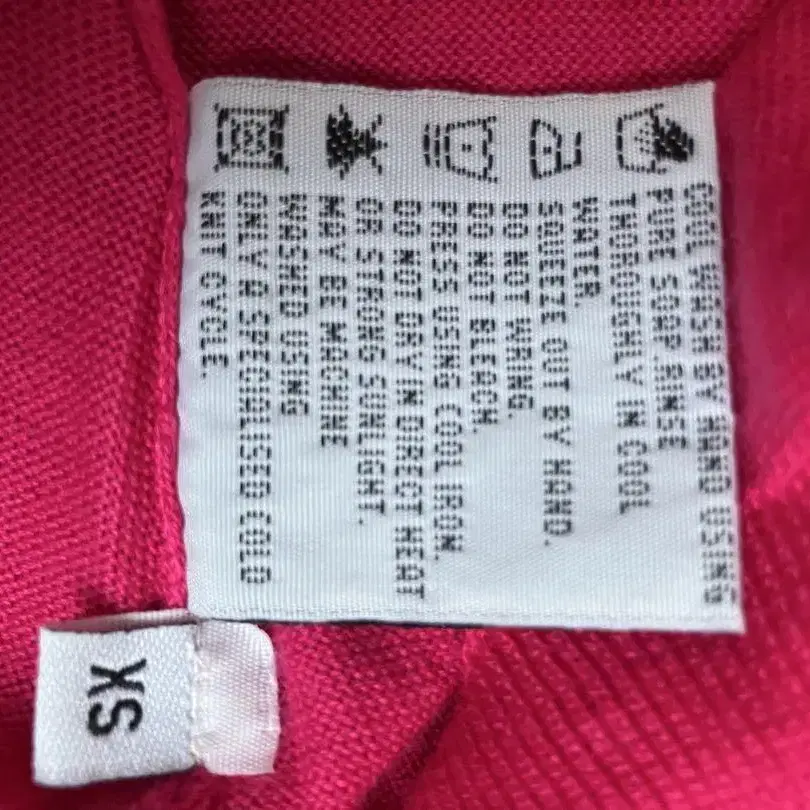 COOL WASH BY HAND USING
PURE SOAP.RINSE
THOROUGHLY IN COOL
WATER.
SQUEEZE OUT BY HAND.
DO NOT WRING.
DO NOT BLEACH
PRESS USING COOL IRON.
DO NOT DRY IN DIRECT HEAT
OR STRONG SUNLIGHT.
MAY BE MACHINE
WASHED USING
ONLY A SPECIALISED COLD
KNIT CYCLE.
XS